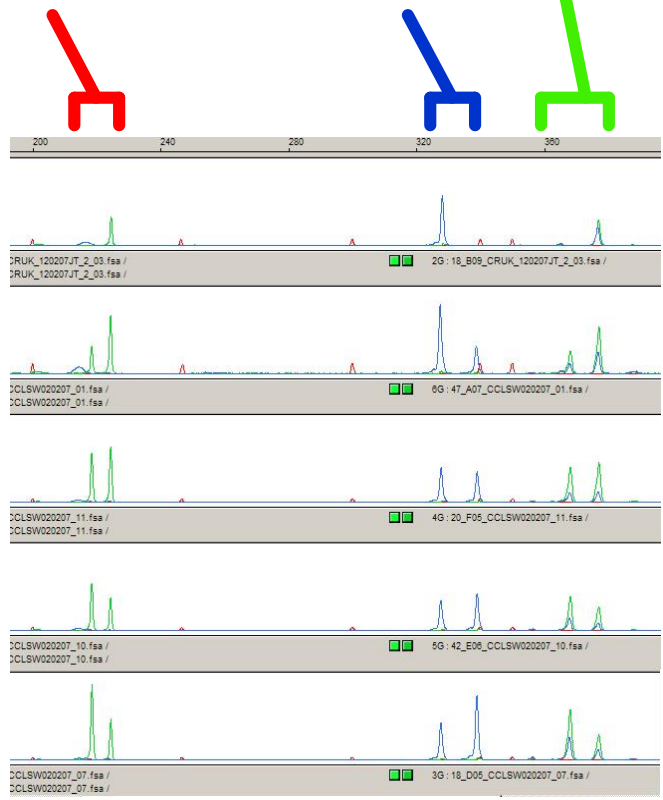 200 240 280 320 360
CRUK_120207JT_2_03.fsa / 2G : 18_B09_CRUK_120207JT_2_03.fsa /
CRUK_120207JT_2_03.fsa /
CCLSW020207_01.fsa / 6G : 47_A07_CCLSW020207_01.fsa /
CCLSW020207_01.fsa /
CCLSW020207_11.fsa / 4G : 20_F05_CCLSW020207_11.fsa /
CCLSW020207_11.fsa /
CCLSW020207_10.fsa / 5G : 42_E06_CCLSW020207_10.fsa /
CCLSW020207_10.fsa /
CCLSW020207_07.fsa / 3G : 18_D05_CCLSW020207_07.fsa /
CCLSW020207_07.fsa /